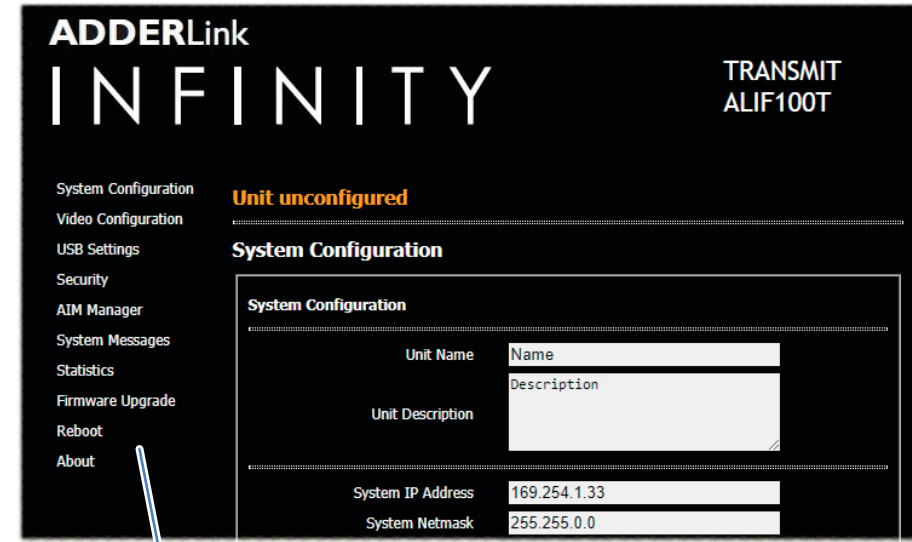 ADDERLink
INFINITY
TRANSMIT
ALIF100T
System Configuration
Video Configuration
USB Settings
Security
AIM Manager
System Messages
Statistics
Firmware Upgrade
Reboot
About
Unit unconfigured
System Configuration
System Configuration
Unit Name Name
Unit Description Description
System IP Address 169.254.1.33
System Netmask 255.255.0.0